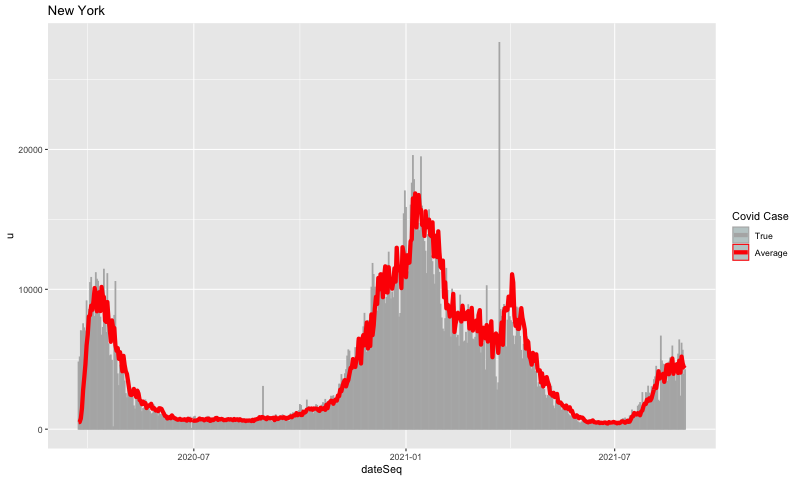 New York
u
20000
10000
0
2020-07
2021-01
2021-07
dateSeq
Covid Case
True
Average